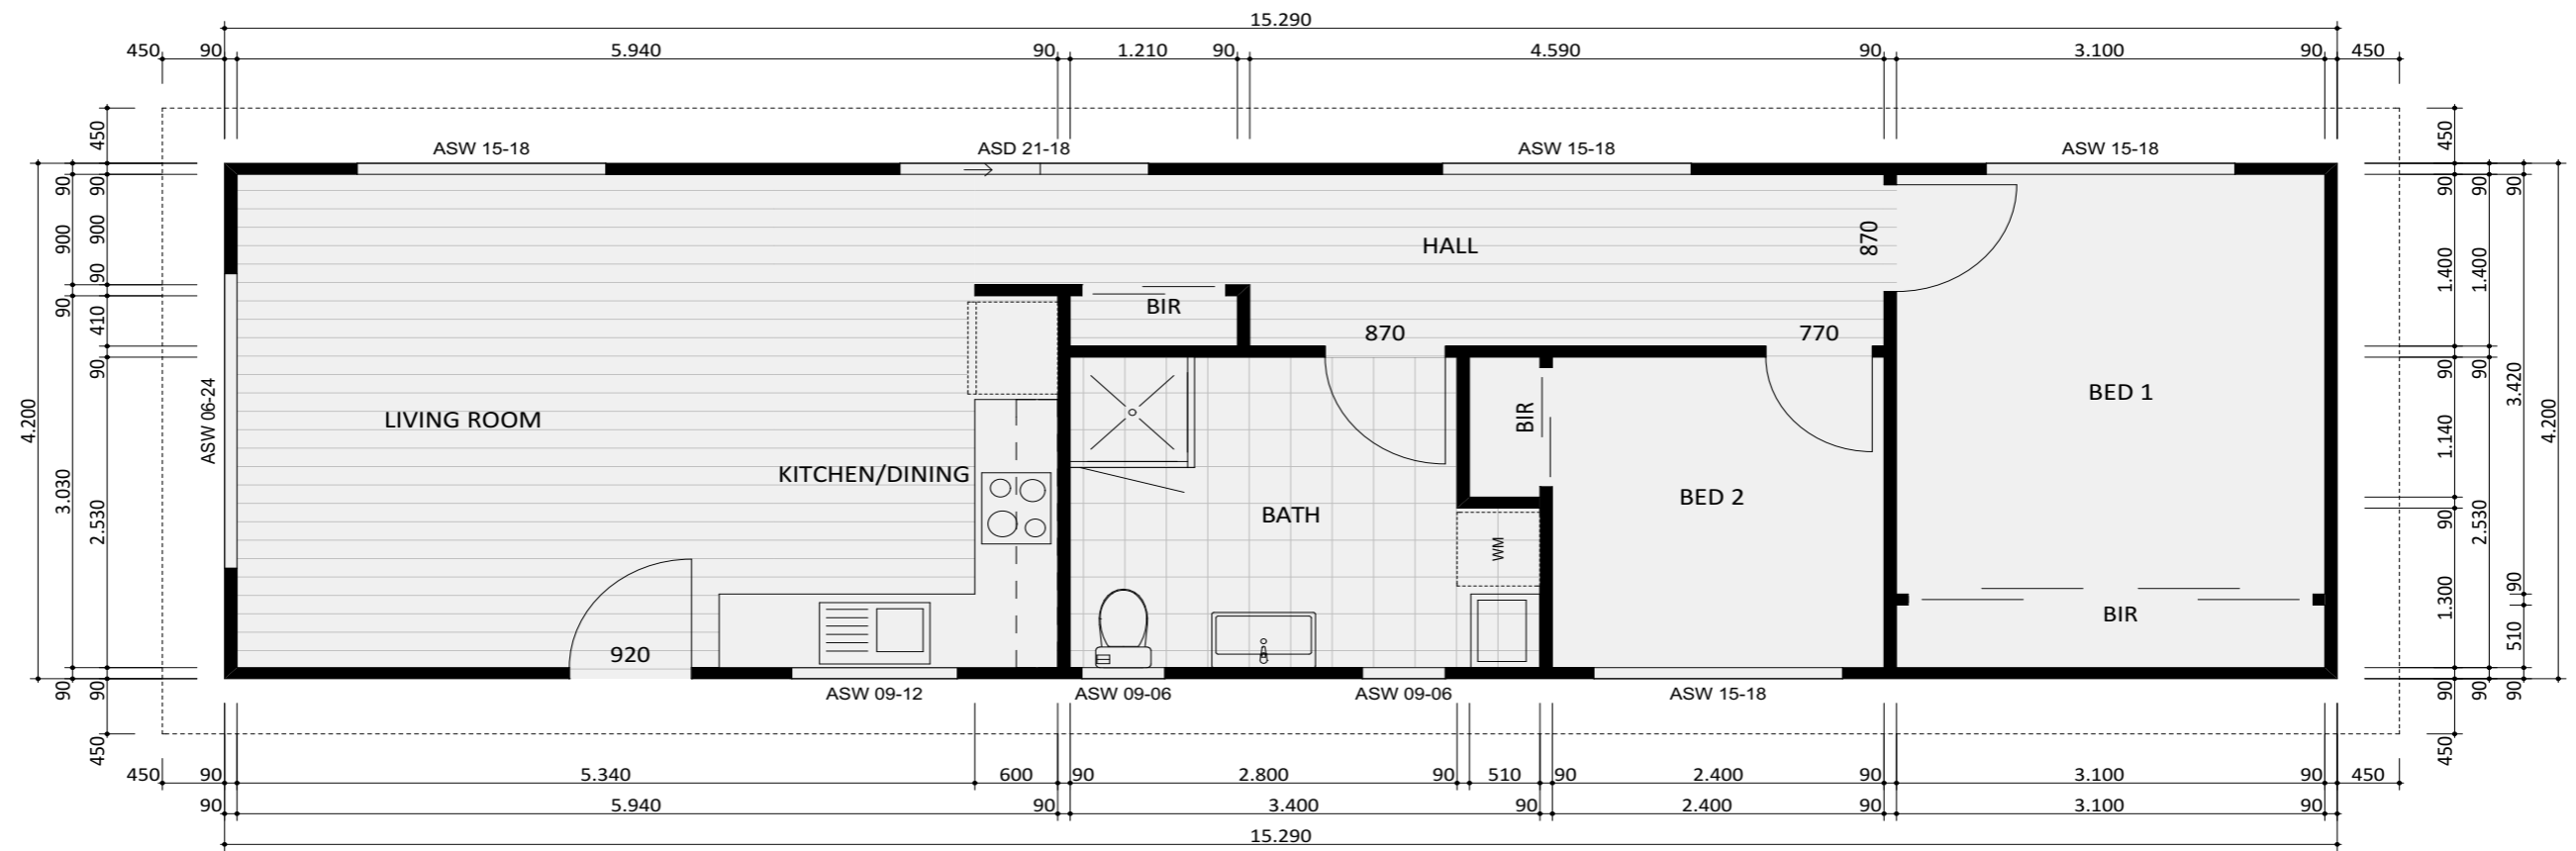 15.290
450 90 5.940 90 1.210 90 4.590 90 3.100 90 450
ASW 15-18 ASD 21-18 ASW 15-18 ASW 15-18
4.200
90 900 90 3.030 90
450 90 900 90 410 90 2.530 90 450
ASW 06-24
HALL
870
BIR
870 770
LIVING ROOM
KITCHEN/DINING
BIR
BED 1
BED 2
BATH
WM
BIR
920
ASW 09-12 ASW 09-06 ASW 09-06 ASW 15-18
450 90 1.400 90 1.140 90 1.300 90 450
90 1.400 90 2.530 90
90 3.420 90 510 90
4.200
450 90 5.340 600 90 2.800 90 510 90 2.400 90 3.100 90 450
90 5.940 90 3.400 90 2.400 90 3.100 90
15.290